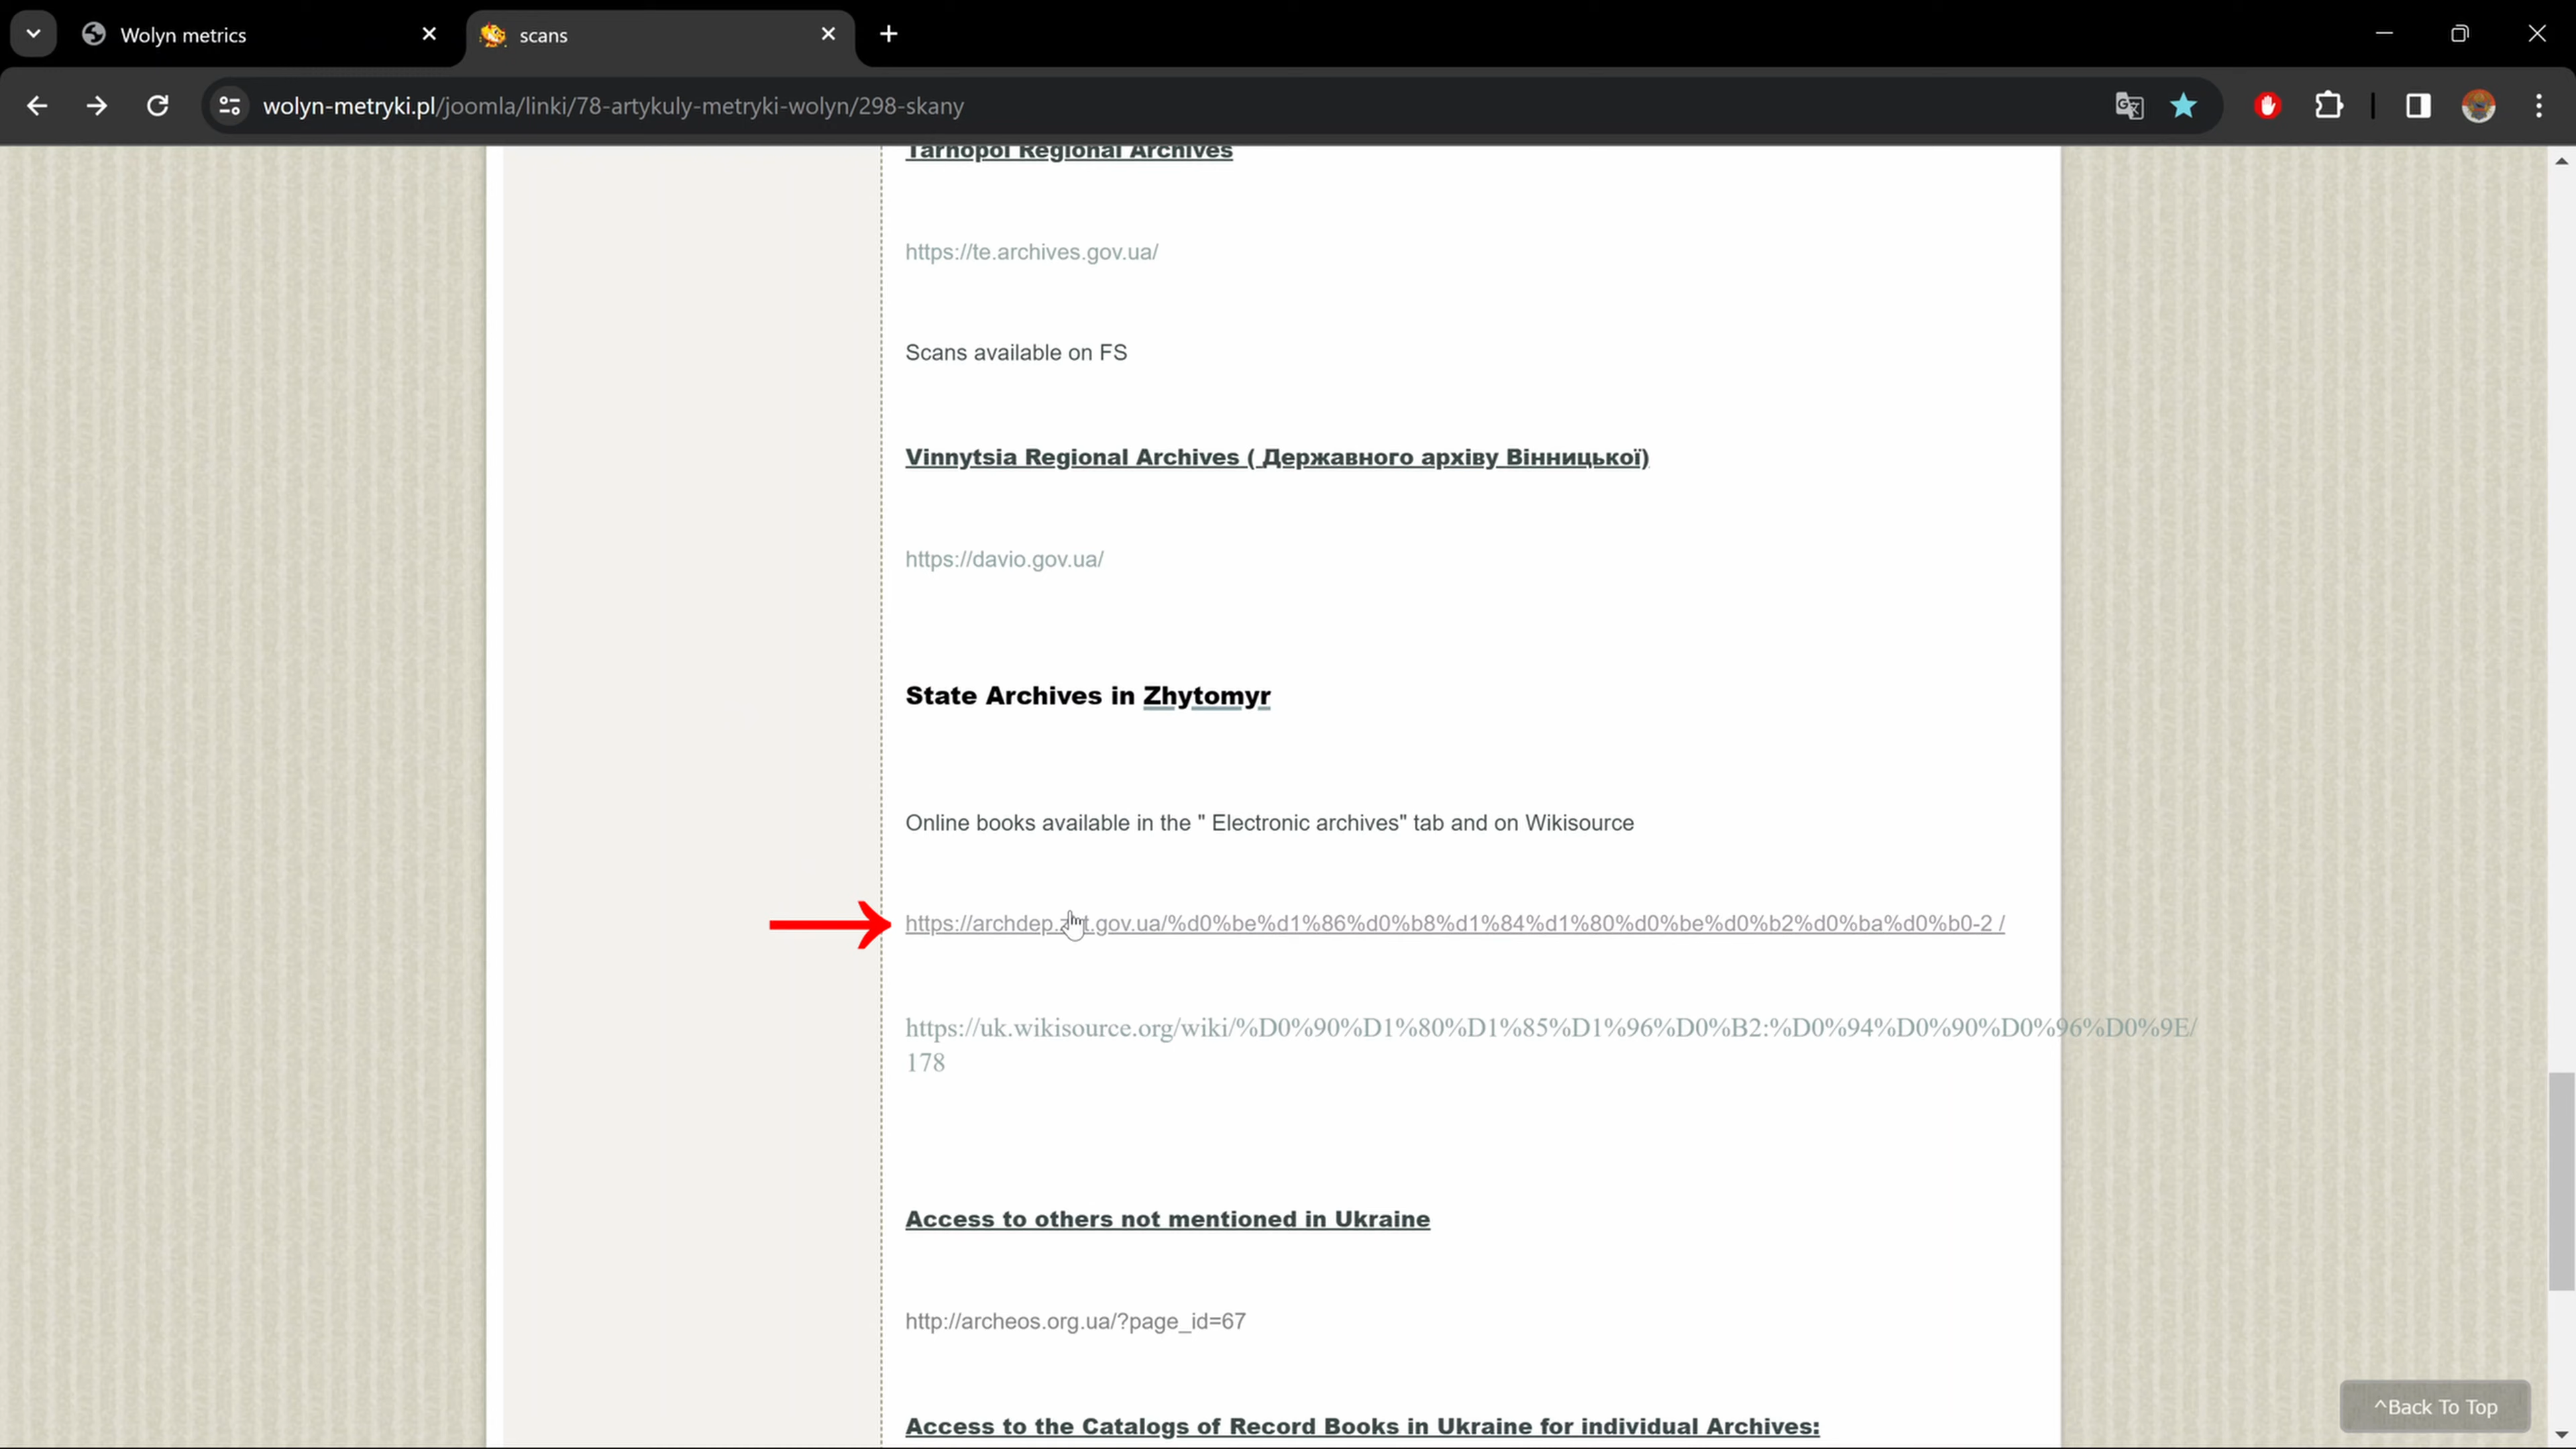 Wolyn metrics
scans
wolyn-metryki.pl/joomla/linki/78-artykuly-metryki-wolyn/298-skany
Tarnopol Regional Archives
https://te.archives.gov.ua/
Scans available on FS
Vinnytsia Regional Archives ( Державного архіву Вінницької)
https://davio.gov.ua/
State Archives in Zhytomyr
Online books available in the " Electronic archives" tab and on Wikisource
https://archdep.zht.gov.ua/%d0%be%d1%86%d0%b8%d1%84%d1%80%d0%be%d0%b2%d0%ba%d0%b0-2 /
https://uk.wikisource.org/wiki/%D0%90%D1%80%D1%85%D1%96%D0%B2:%D0%94%D0%90%D0%96%D0%9E/
178
Access to others not mentioned in Ukraine
http://archeos.org.ua/?page_id=67
Access to the Catalogs of Record Books in Ukraine for individual Archives:
^Back To Top